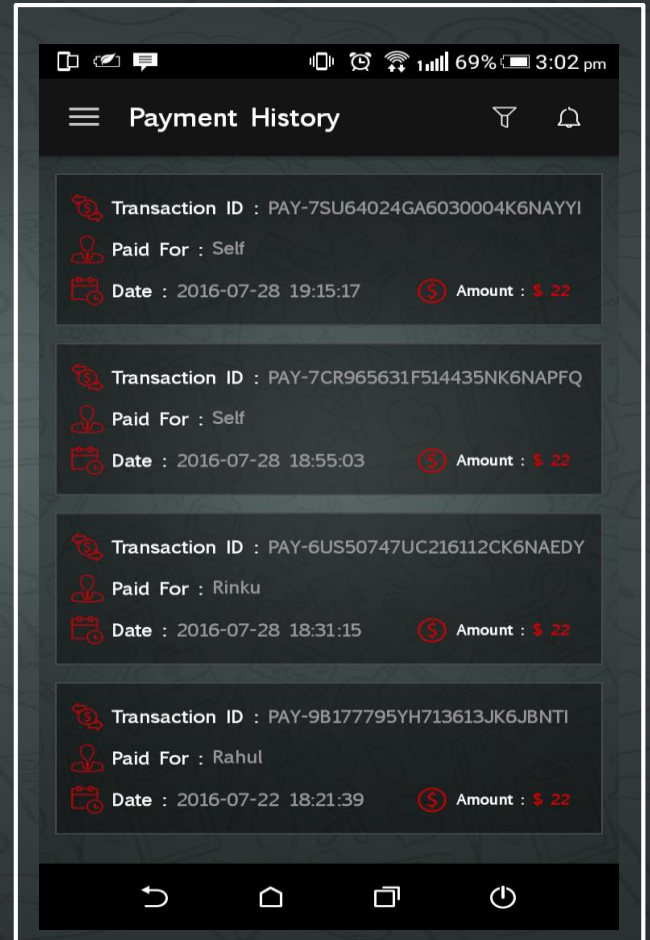 69% 3:02 pm
Payment History
Transaction ID : PAY-7SU64024GA6030004K6NAYYI
Paid For : Self
Date : 2016-07-28 19:15:17 Amount : $ 22
Transaction ID : PAY-7CR965631F514435NK6NAPFQ
Paid For : Self
Date : 2016-07-28 18:55:03 Amount : $ 22
Transaction ID : PAY-6US50747UC216112CK6NAEDY
Paid For : Rinku
Date : 2016-07-28 18:31:15 Amount : $ 22
Transaction ID : PAY-9B177795YH713613JK6JBNTI
Paid For : Rahul
Date : 2016-07-22 18:21:39 Amount : $ 22